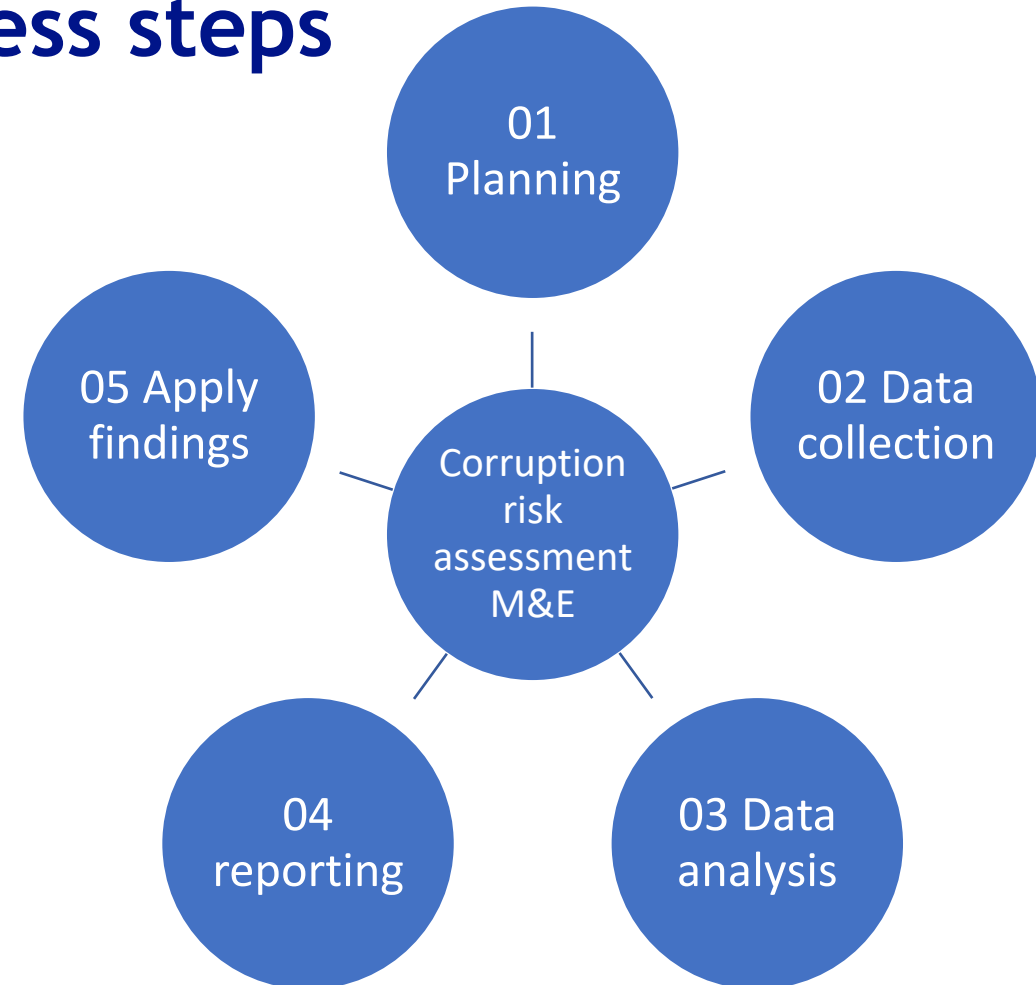 ess steps
01
Planning
02 Data
collection
03 Data
analysis
04
reporting
05 Apply
findings
Corruption
risk
assessment
M&E